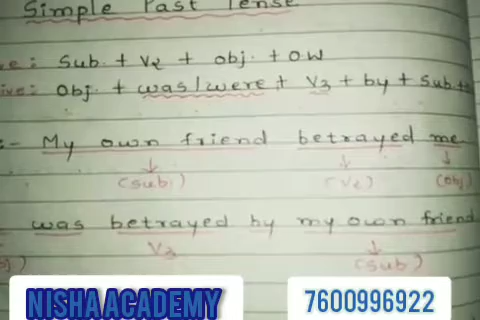 Simple Past Tense
ve: Sub. + V2 + obj. + O.W
ive: Obj. + was/were + V3 + by + Sub +
:- My own friend betrayed me.
(sub) (V2) (obj)
was betrayed by my own friend
V3 (sub)
NISHA ACADEMY 7600996922